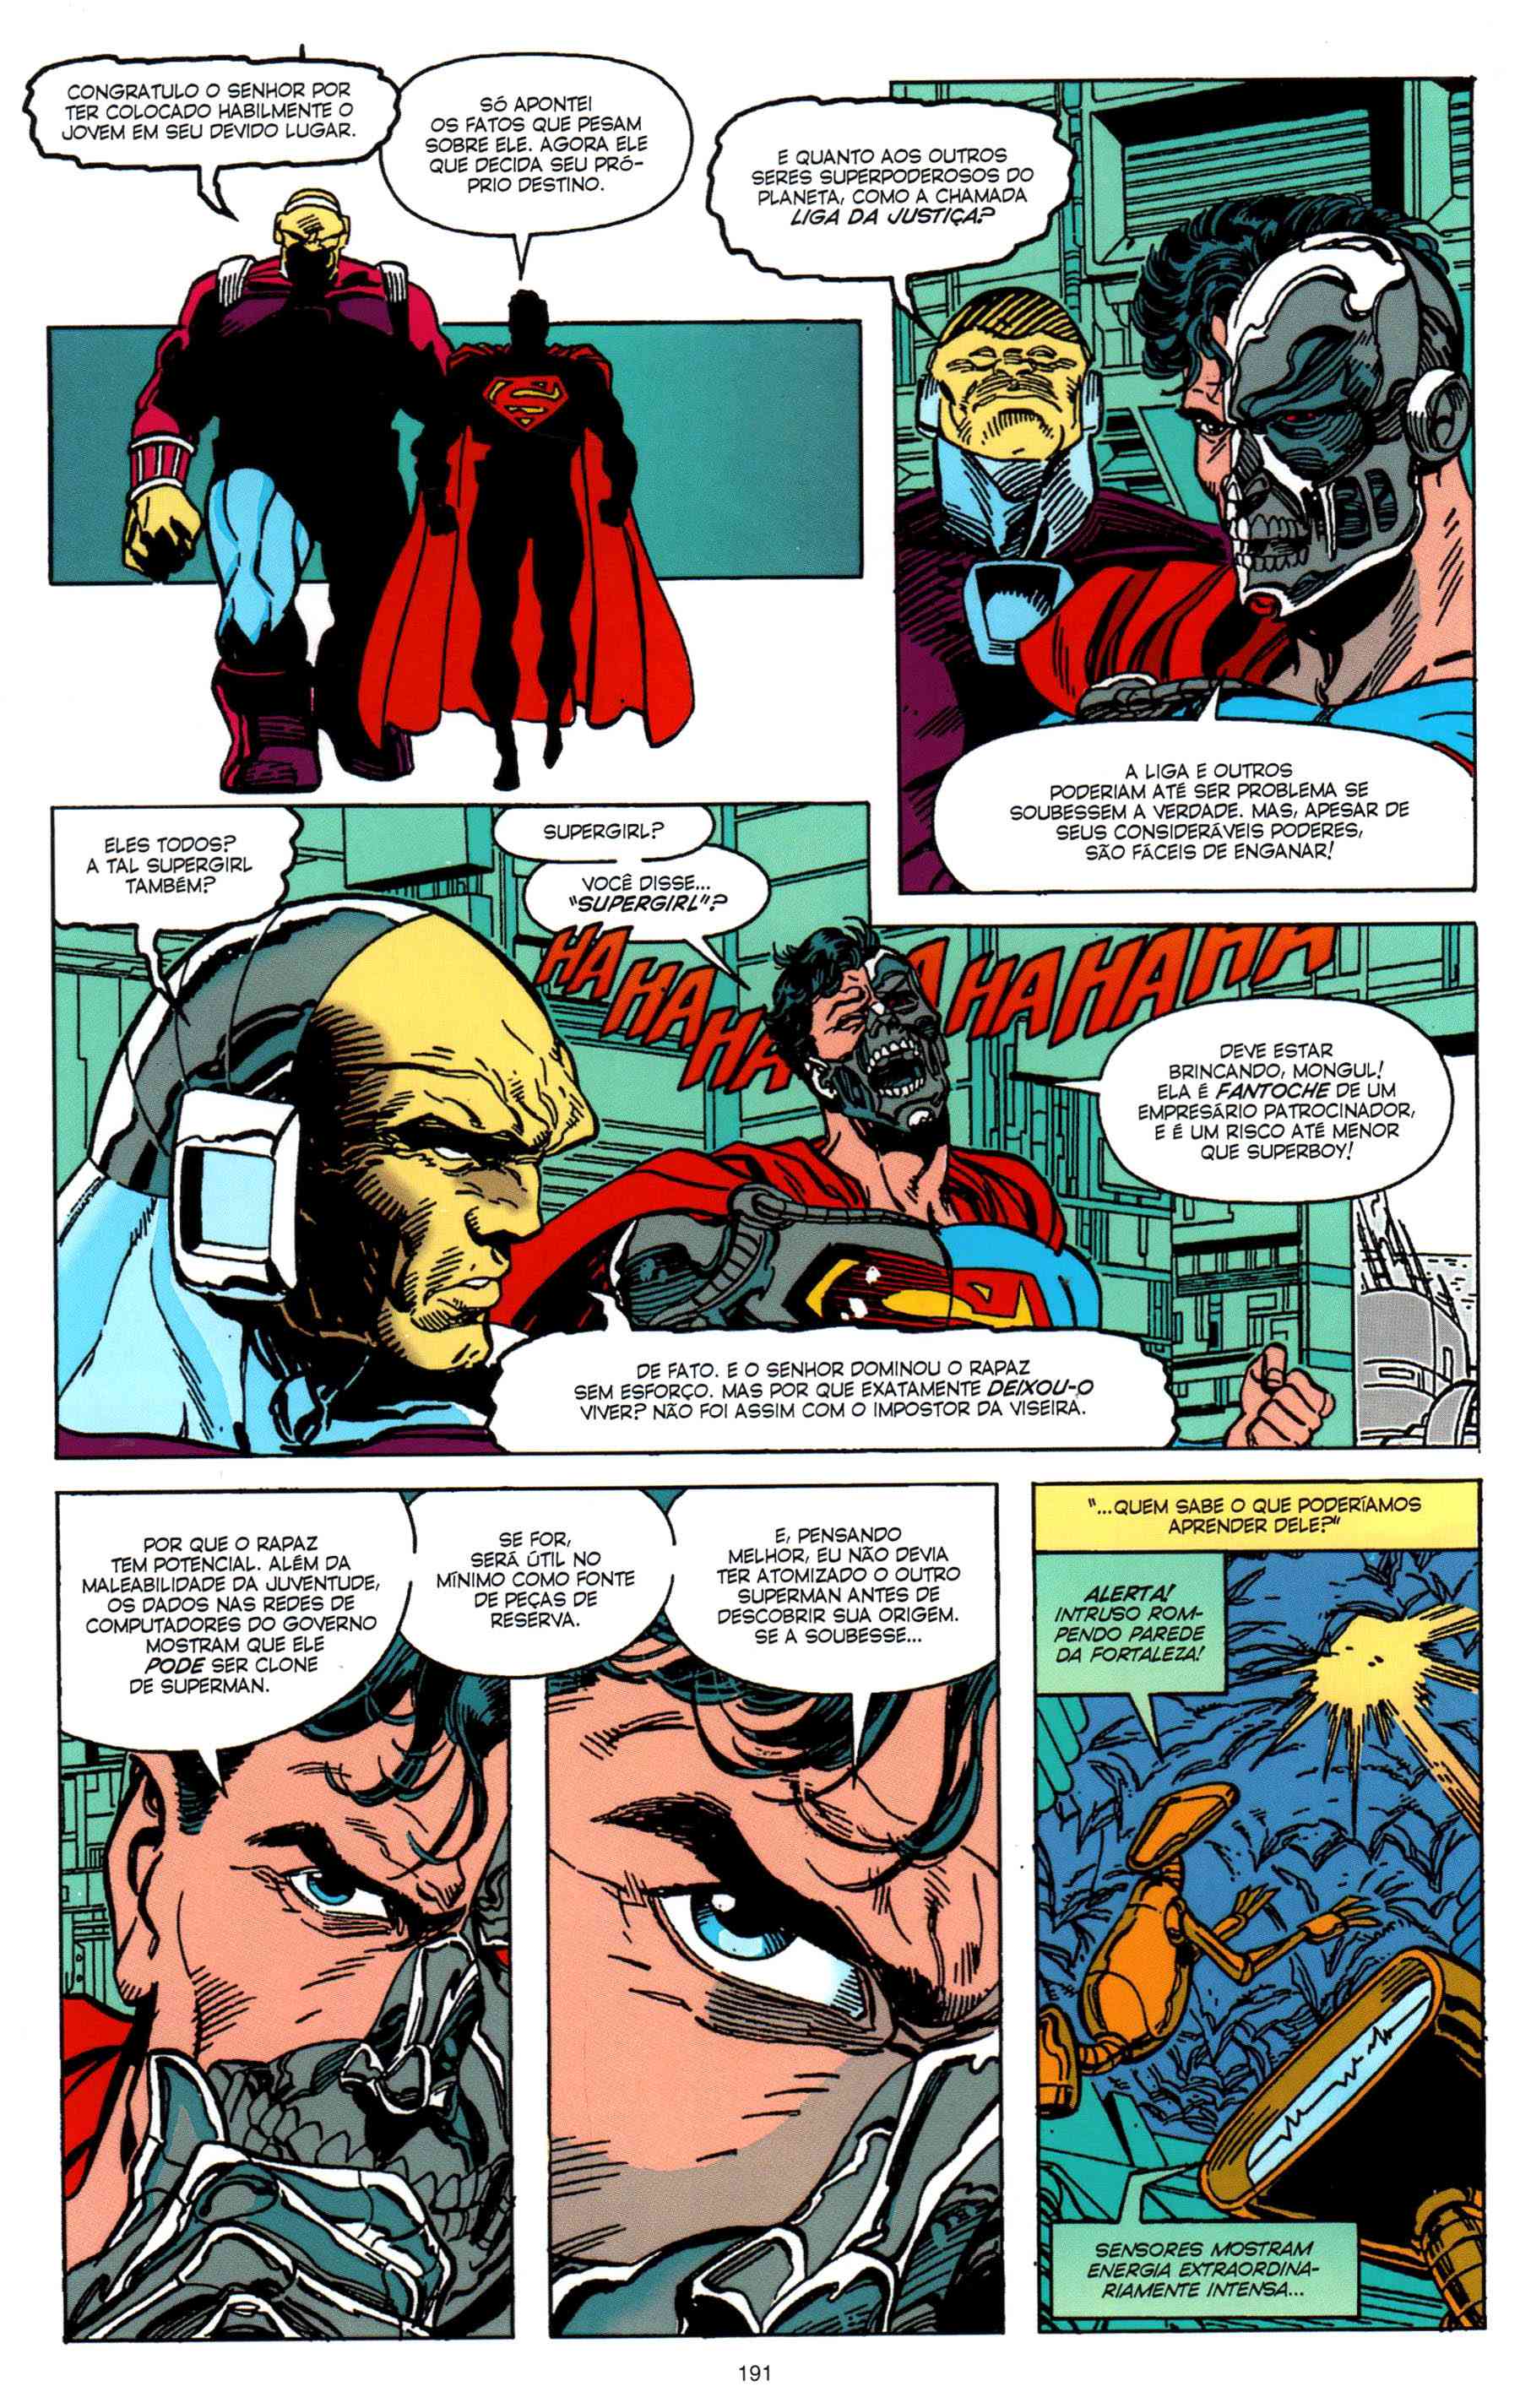 CONGRATULO O SENHOR POR
TER COLOCADO HABILMENTE O
JOVEM EM SEU DEVIDO LUGAR.
SÓ APONTEI
OS FATOS QUE PESAM
SOBRE ELE. AGORA ELE
QUE DECIDA SEU PRÓ-
PRIO DESTINO.
E QUANTO AOS OUTROS
SERES SUPERPODEROSOS DO
PLANETA, COMO A CHAMADA
LIGA DA JUSTIÇA?
A LIGA E OUTROS
PODERIAM ATÉ SER PROBLEMA SE
SOUBESSEM A VERDADE. MAS, APESAR DE
SEUS CONSIDERÁVEIS PODERES,
SÃO FÁCEIS DE ENGANAR!
ELES TODOS?
A TAL SUPERGIRL
TAMBÉM?
SUPERGIRL?
VOCÊ DISSE...
"SUPERGIRL"?
HA HAHA HAHA HAHAHAHAHA
DEVE ESTAR
BRINCANDO, MONGUL!
ELA É FANTOCHE DE UM
EMPRESÁRIO PATROCINADOR,
E É UM RISCO ATÉ MENOR
QUE SUPERBOY!
DE FATO. E O SENHOR DOMINOU O RAPAZ
SEM ESFORÇO. MAS POR QUE EXATAMENTE DEIXOU-O
VIVER? NÃO FOI ASSIM COM O IMPOSTOR DA VISEIRA.
POR QUE O RAPAZ
TEM POTENCIAL. ALÉM DA
MALEABILIDADE DA JUVENTUDE,
OS DADOS NAS REDES DE
COMPUTADORES DO GOVERNO
MOSTRAM QUE ELE
PODE SER CLONE
DE SUPERMAN.
SE FOR,
SERÁ ÚTIL NO
MÍNIMO COMO FONTE
DE PEÇAS DE
RESERVA.
E, PENSANDO
MELHOR, EU NÃO DEVIA
TER ATOMIZADO O OUTRO
SUPERMAN ANTES DE
DESCOBRIR SUA ORIGEM.
SE A SOUBESSE...
"...QUEM SABE O QUE PODERÍAMOS
APRENDER DELE?"
ALERTA!
INTRUSO ROM-
PENDO PAREDE
DA FORTALEZA!
SENSORES MOSTRAM
ENERGIA EXTRAORDINA-
RIAMENTE INTENSA...
191